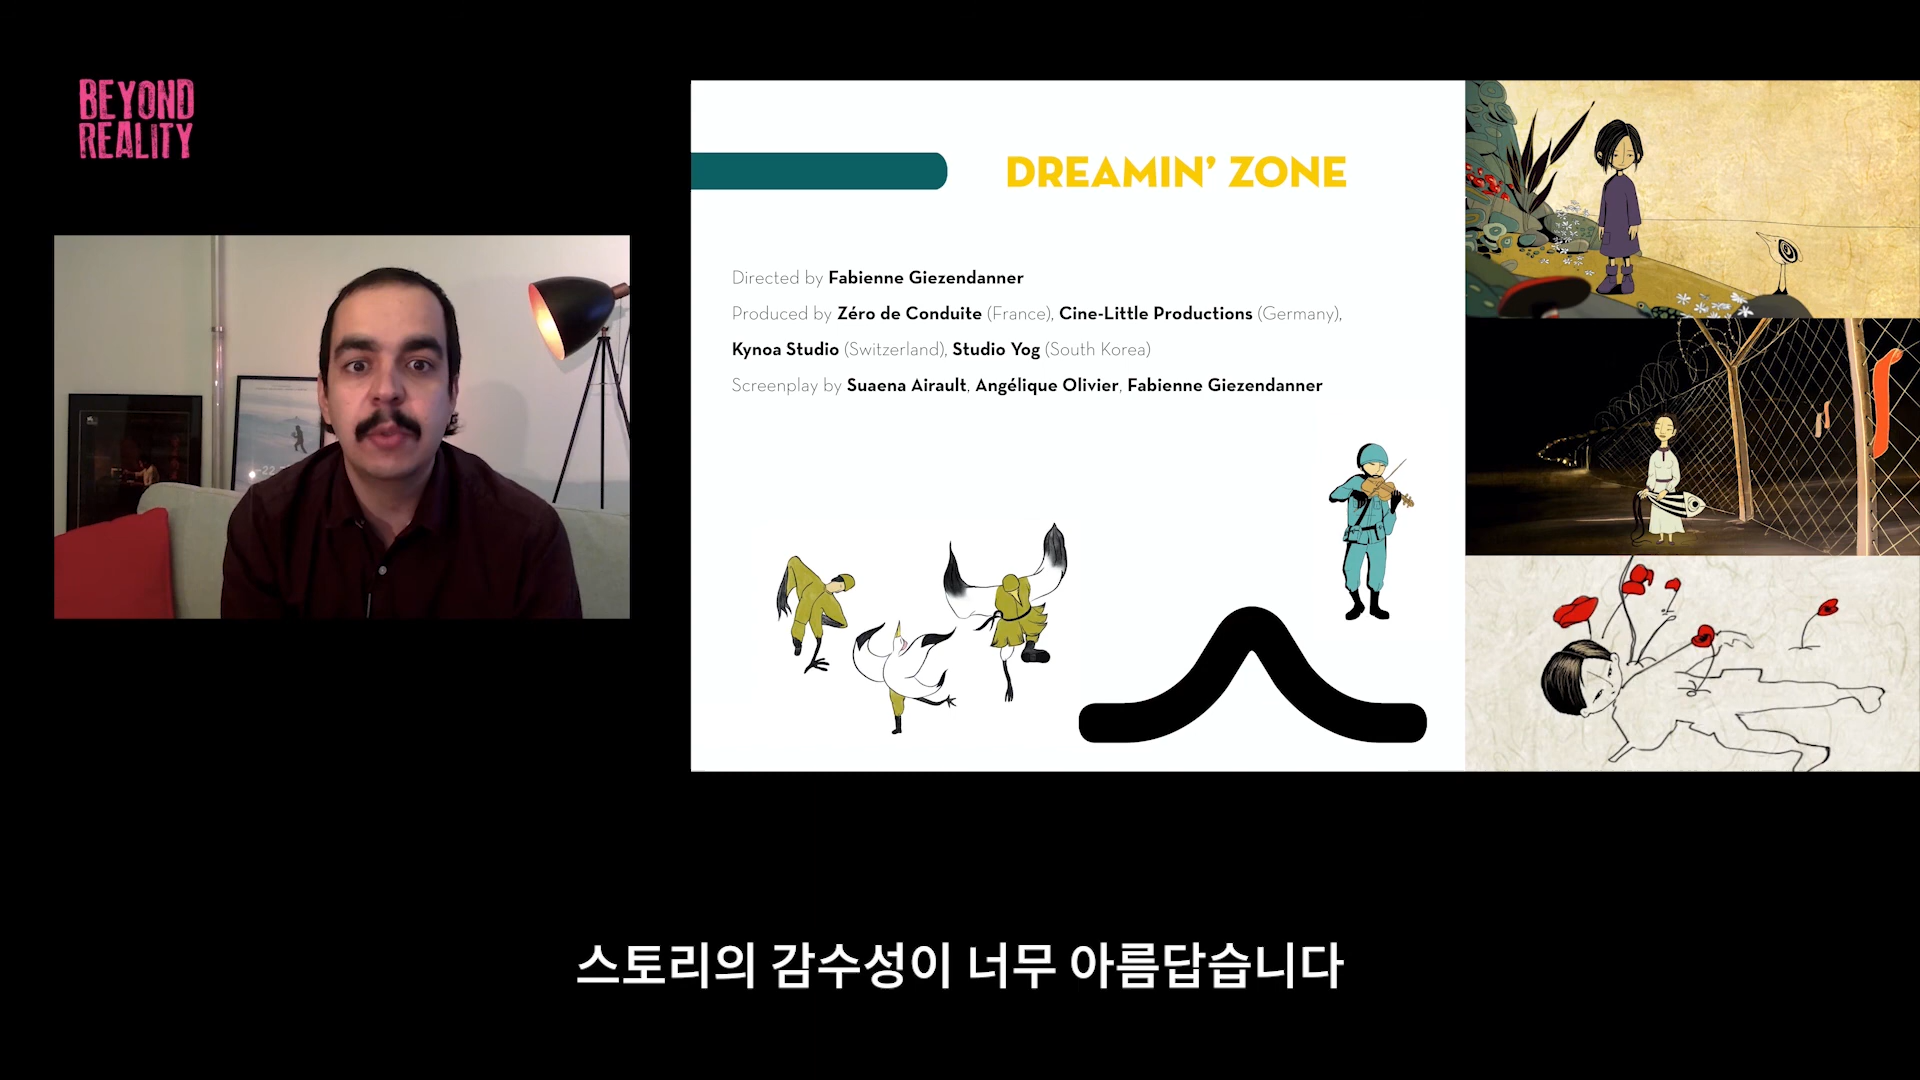 BEYOND
REALITY
DREAMIN' ZONE
Directed by Fabienne Giezendanner
Produced by Zéro de Conduite (France), Cine-Little Productions (Germany),
Kynoa Studio (Switzerland), Studio Yog (South Korea)
Screenplay by Suaena Airault, Angélique Olivier, Fabienne Giezendanner
스토리의 감수성이 너무 아름답습니다